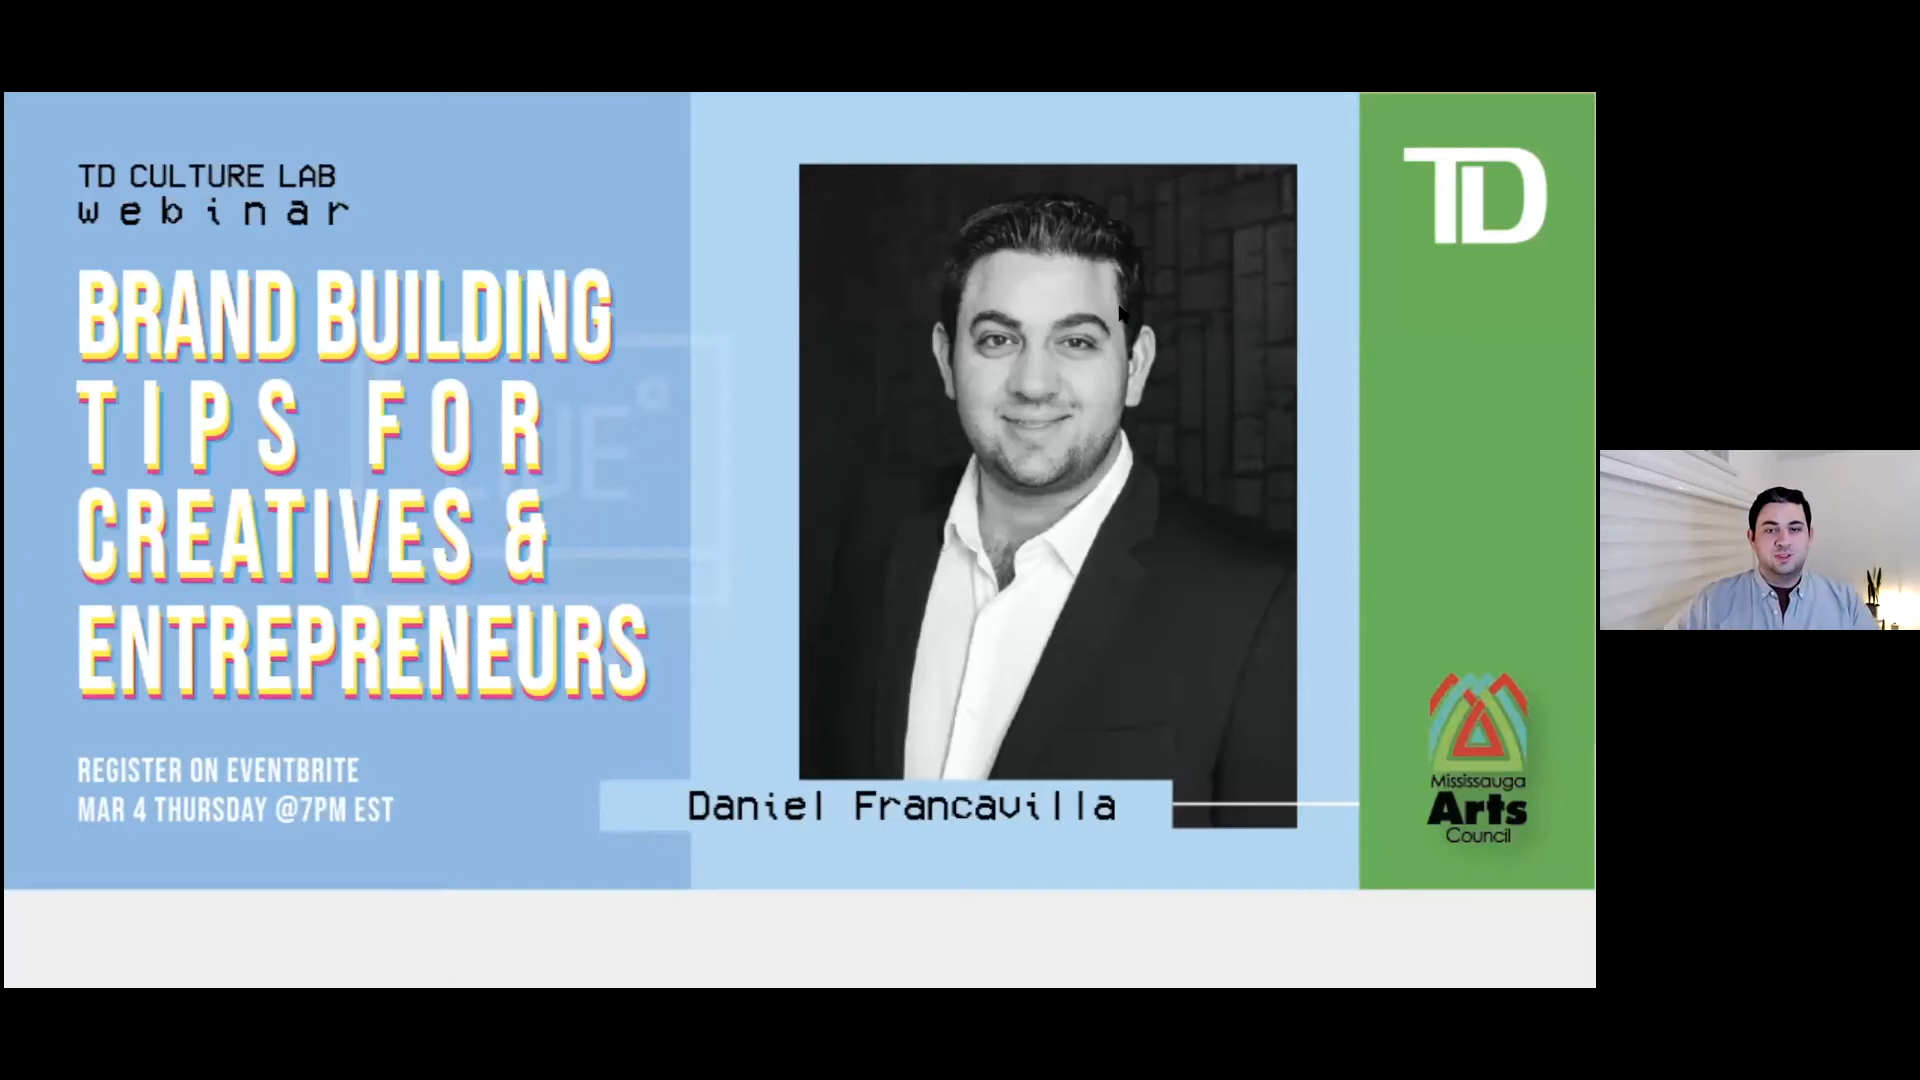 TD CULTURE LAB
webinar
BRAND BUILDING
TIPS FOR
CREATIVES &
ENTREPRENEURS
REGISTER ON EVENTBRITE
MAR 4 THURSDAY @7PM EST
Daniel Francavilla
TD
Mississauga
Arts
Council